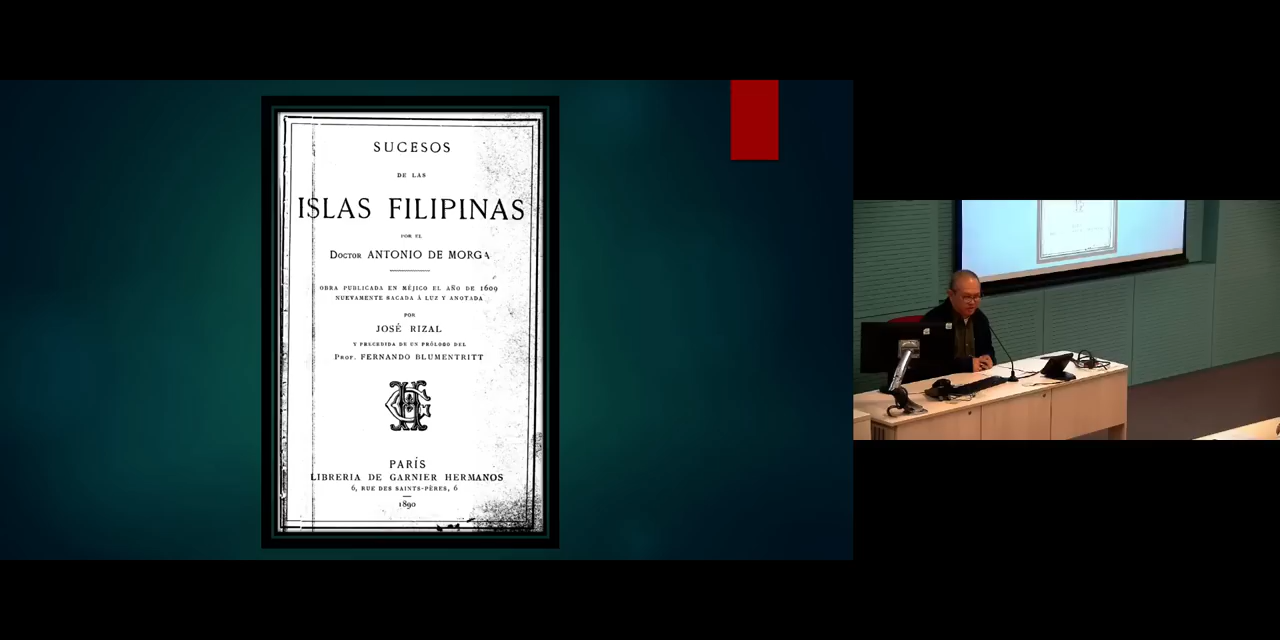 SUCESOS
DE LAS
ISLAS FILIPINAS
POR EL
DOCTOR ANTONIO DE MORGA
OBRA PUBLICADA EN MÉJICO EL AÑO DE 1609
NUEVAMENTE SACADA Á LUZ Y ANOTADA
POR
JOSÉ RIZAL
Y PRECEDIDA DE UN PRÓLOGO DEL
PROF. FERNANDO BLUMENTRITT
PARÍS
LIBRERIA DE GARNIER HERMANOS
6, RUE DES SAINTS-PÈRES, 6
1890